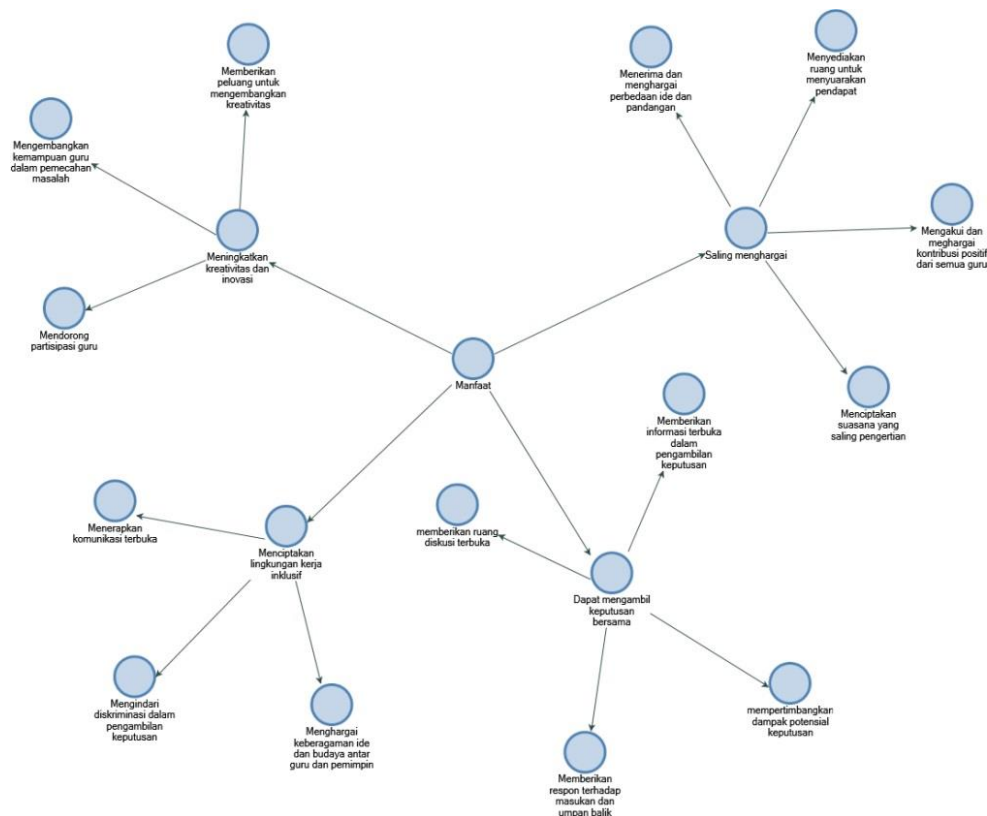 Memberikan
peluang untuk
mengembangkan
kreativitas
Menerima dan
menghargai
perbedaan ide dan
pandangan
Menyediakan
ruang untuk
menyuarakan
pendapat
Mengembangkan
kemampuan guru
dalam pemecahan
masalah
Meningkatkan
kreativitas dan
inovasi
Saling menghargai
Mengakui dan
meghargai
kontribusi positif
dari semua guru
Mendorong
partisipasi guru
Manfaat
Menciptakan
suasana yang
saling pengertian
Memberikan
informasi terbuka
dalam
pengambilan
keputusan
Menerapkan
komunikasi terbuka
Menciptakan
lingkungan kerja
inklusif
memberikan ruang
diskusi terbuka
Dapat mengambil
keputusan
bersama
Mengindari
diskriminasi dalam
pengambilan
keputusan
Menghargai
keberagaman ide
dan budaya antar
guru dan pemimpin
mempertimbangkan
dampak potensial
keputusan
Memberikan
respon terhadap
masukan dan
umpan balik